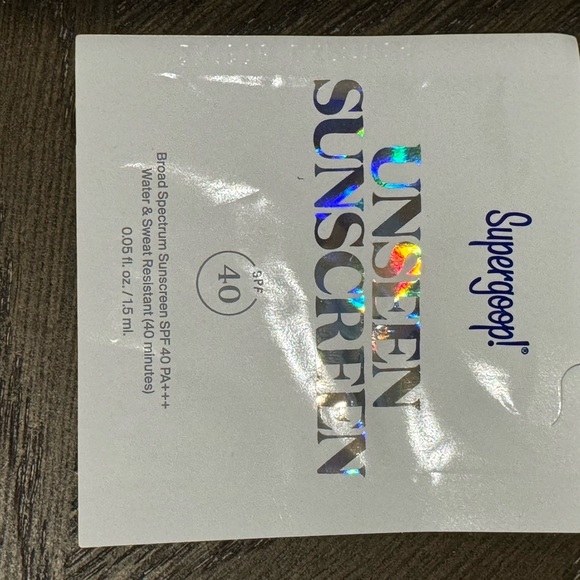 Supergoop!®
UNSEEN
SUNSCREEN
SPF
40
Broad Spectrum Sunscreen SPF 40 PA+++
Water & Sweat Resistant (40 minutes)
0.05 fl. oz./1.5 ml.